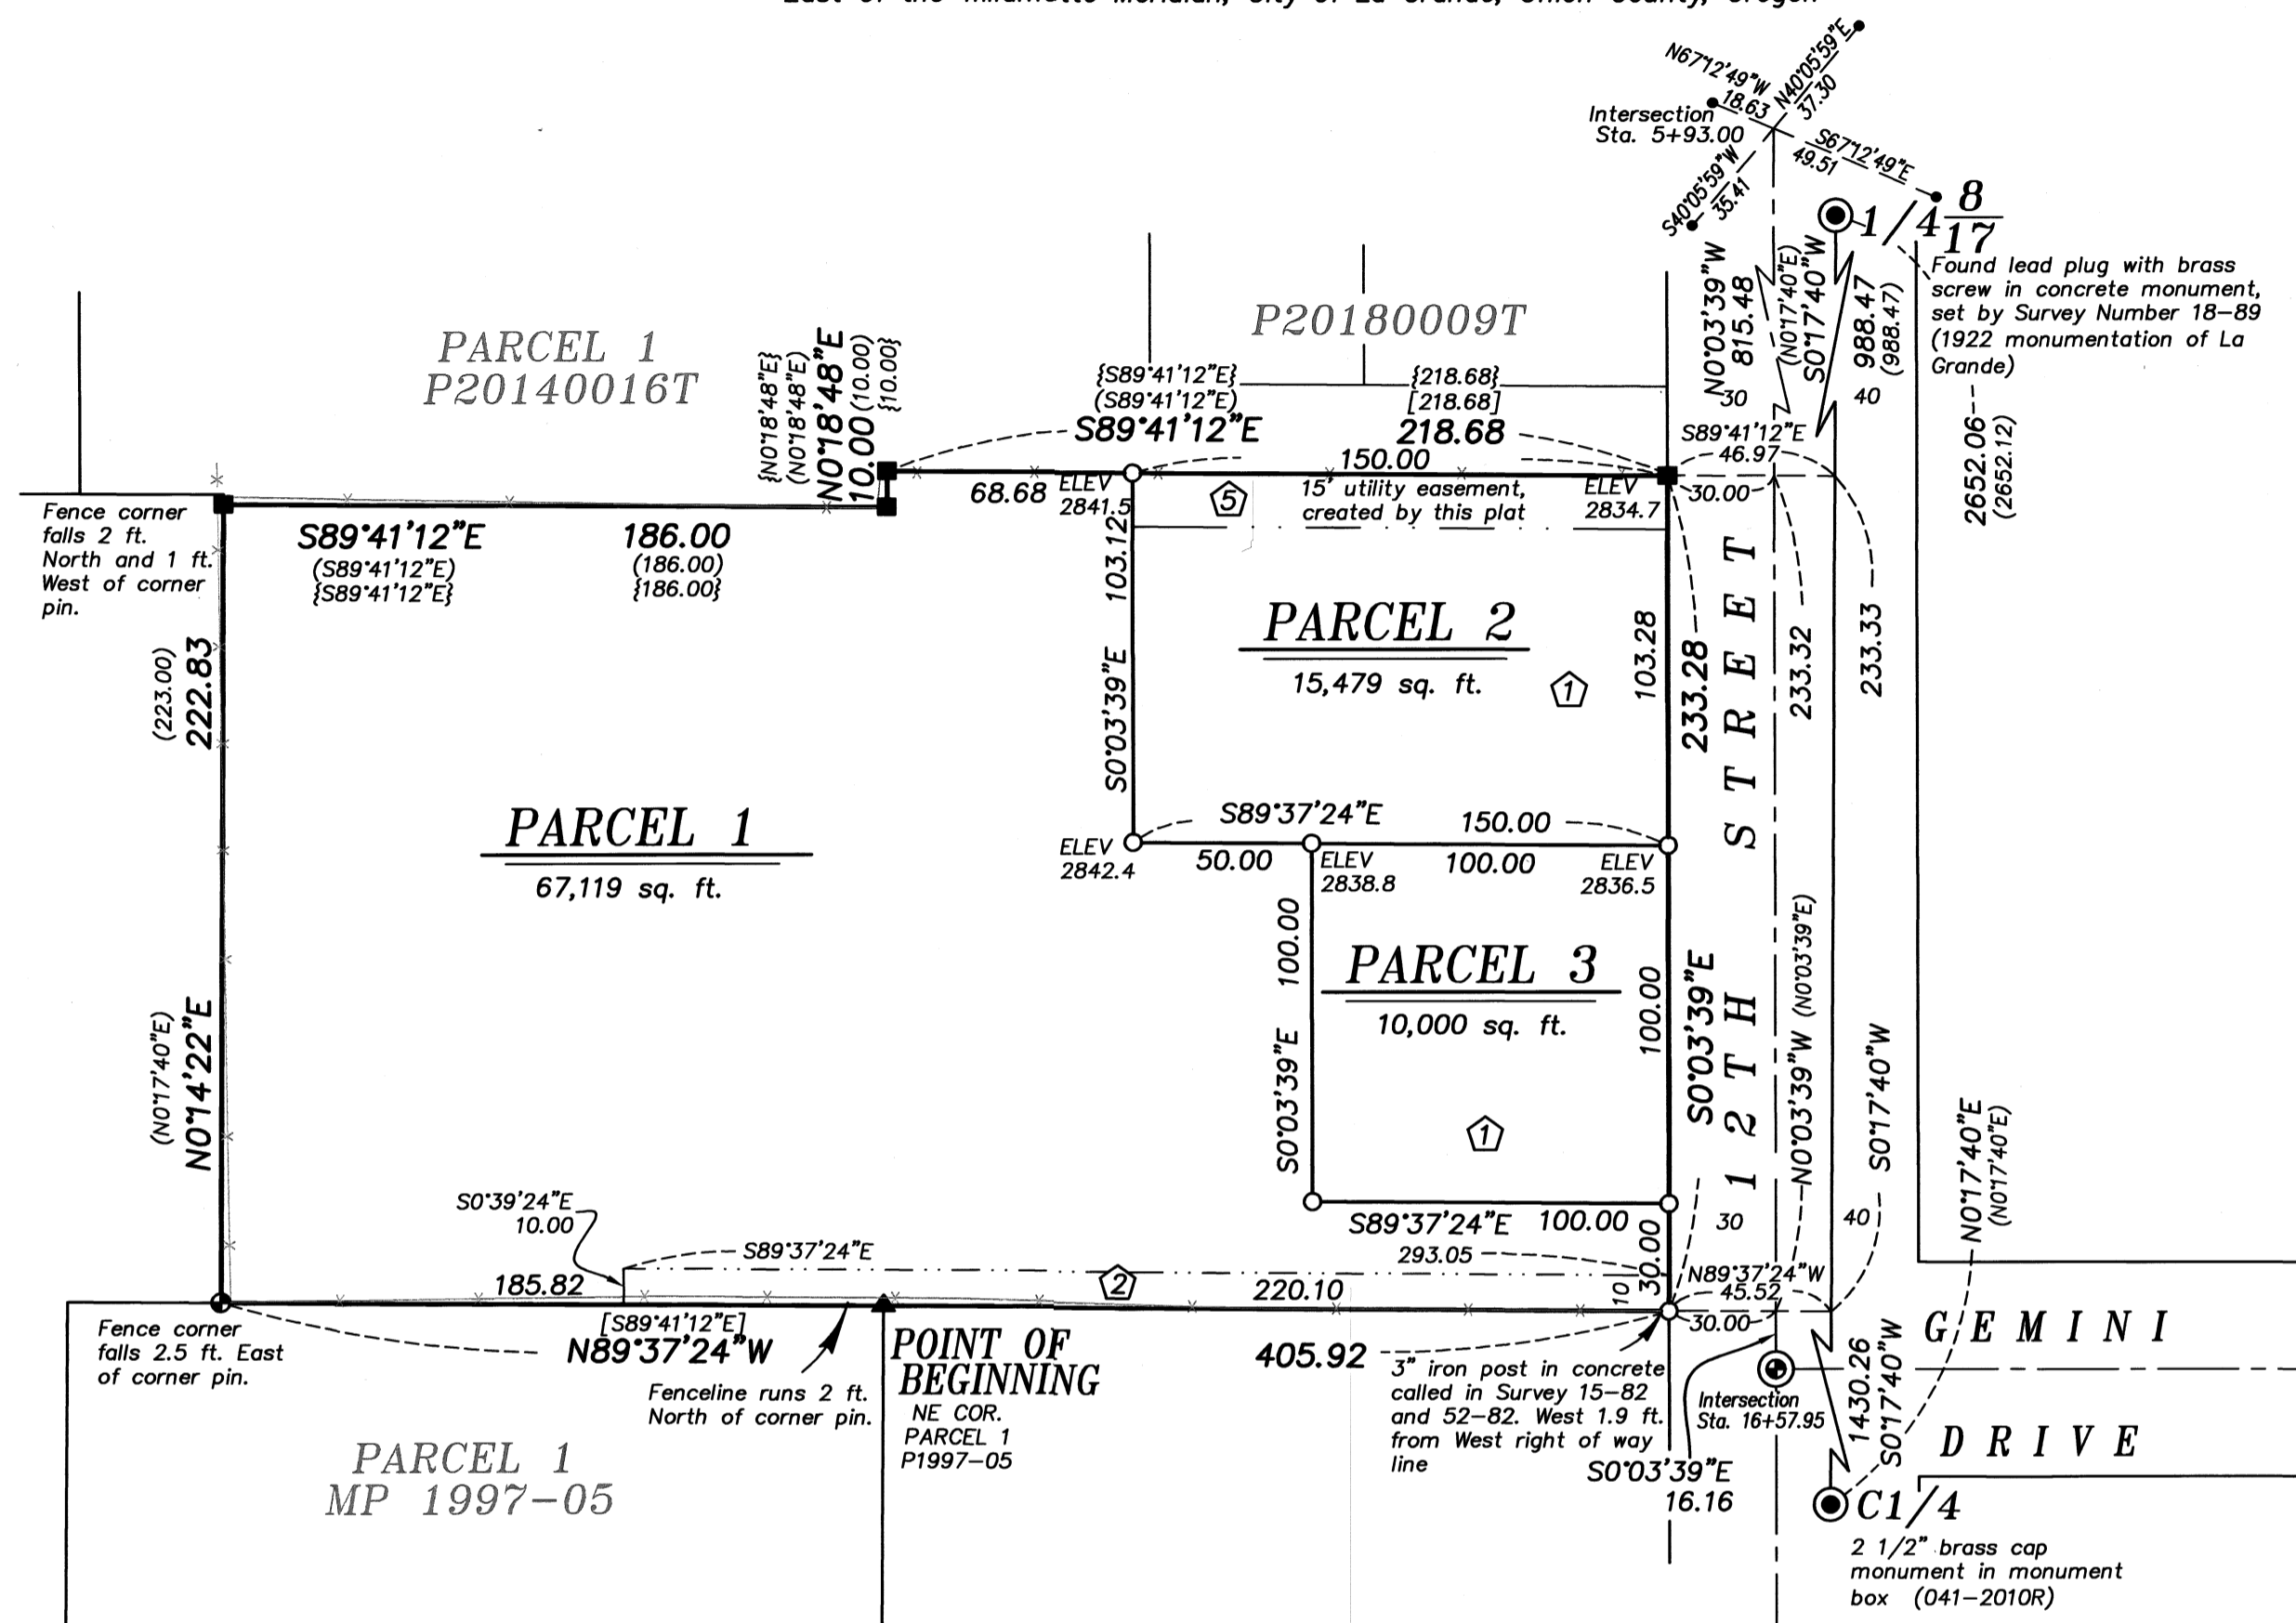 N67°12'49"W
18.63
N40°05'59"E
37.30
Intersection
Sta. 5+93.00
S67°12'49"E
49.51
S40°05'59"W
35.41
1/4 8
17
Found lead plug with brass
screw in concrete monument,
set by Survey Number 18-89
(1922 monumentation of La
Grande)
N0°03'39"W
815.48
(N0°17'40"E)
S0°17'40"W
988.47
(988.47)
30
40
2652.06
(2652.12)
PARCEL 1
P20140016T
P20180009T
{N0°18'48"E}
(N0°18'48"E)
N0°18'48"E
10.00
(10.00)
{10.00}
{S89°41'12"E} {218.68}
(S89°41'12"E) [218.68]
S89°41'12"E 218.68
150.00
S89°41'12"E
46.97
30.00
68.68
ELEV
2841.5
5
15' utility easement,
created by this plat
ELEV
2834.7
Fence corner
falls 2 ft.
North and 1 ft.
West of corner
pin.
S89°41'12"E 186.00
(S89°41'12"E) (186.00)
{S89°41'12"E} {186.00}
103.12
S0°03'39"E
PARCEL 2
15,479 sq. ft.
1
103.28
233.28
233.32
233.33
(223.00)
222.83
12TH STREET
PARCEL 1
67,119 sq. ft.
S89°37'24"E 150.00
ELEV
2842.4
50.00
ELEV
2838.8
100.00
ELEV
2836.5
100.00
S0°03'39"E
PARCEL 3
10,000 sq. ft.
1
100.00
S0°03'39"E
N0°03'39"W (N0°03'39"E)
S0°17'40"W
N0°17'40"E
(N0°17'40"E)
(N0°17'40"E)
N0°14'22"E
S0°39'24"E
10.00
S89°37'24"E
S89°37'24"E 100.00
293.05
30
40
30.00
10
185.82
2
220.10
N89°37'24"W
45.52
30.00
[S89°41'12"E]
N89°37'24"W
405.92
Fence corner
falls 2.5 ft. East
of corner pin.
Fenceline runs 2 ft.
North of corner pin.
POINT OF
BEGINNING
NE COR.
PARCEL 1
P1997-05
3" iron post in concrete
called in Survey 15-82
and 52-82. West 1.9 ft.
from West right of way
line
Intersection
Sta. 16+57.95
S0°03'39"E
16.16
1430.26
S0°17'40"W
GEMINI
DRIVE
PARCEL 1
MP 1997-05
C1/4
2 1/2" brass cap
monument in monument
box (041-2010R)